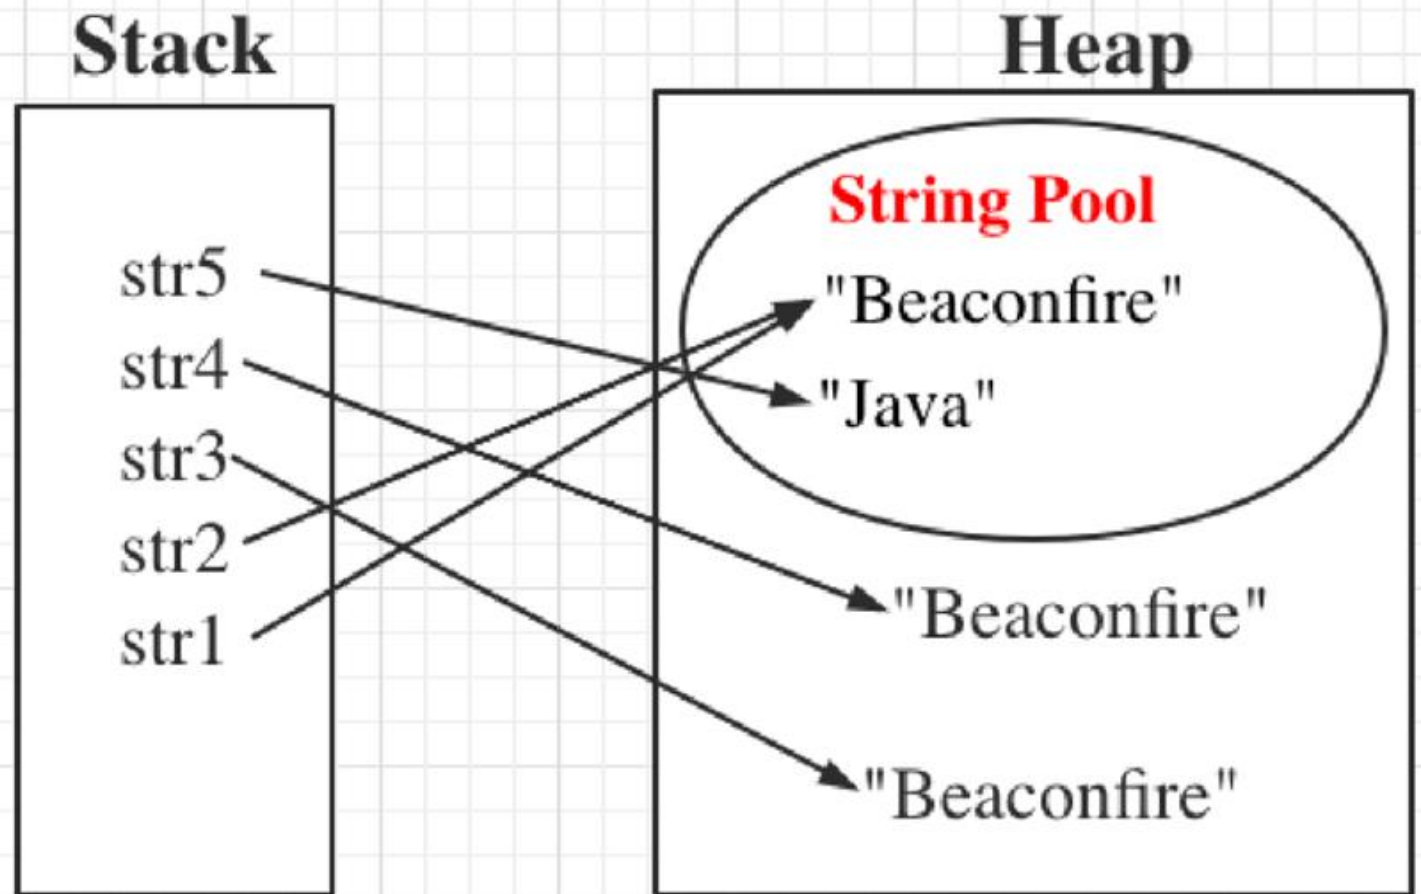 Stack
Heap
String Pool
str5
"Beaconfire"
str4
"Java"
str3
str2
"Beaconfire"
str1
"Beaconfire"